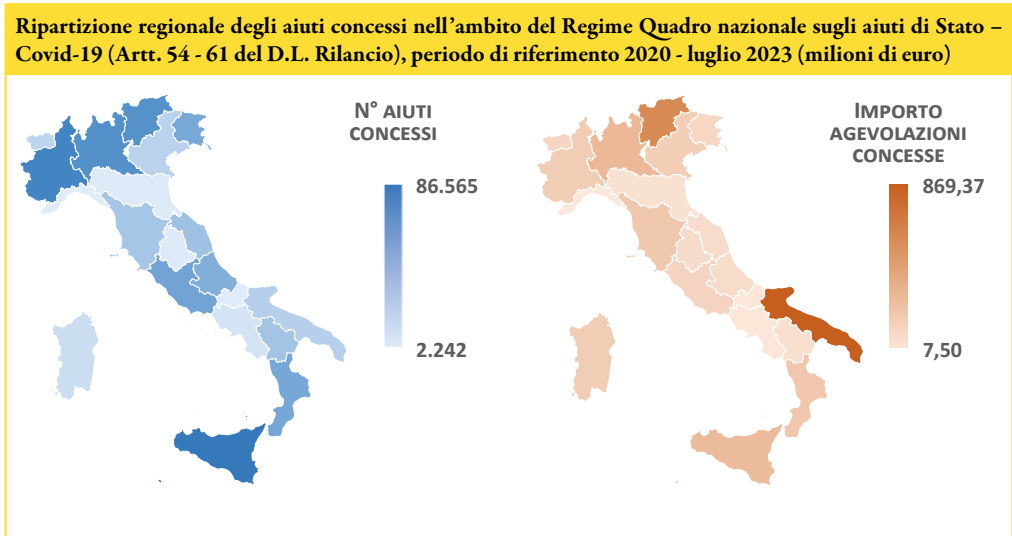 Ripartizione regionale degli aiuti concessi nell’ambito del Regime Quadro nazionale sugli aiuti di Stato –
Covid-19 (Artt. 54 - 61 del D.L. Rilancio), periodo di riferimento 2020 - luglio 2023 (milioni di euro)
N° AIUTI
CONCESSI
86.565
2.242
IMPORTO
AGEVOLAZIONI
CONCESSE
869,37
7,50